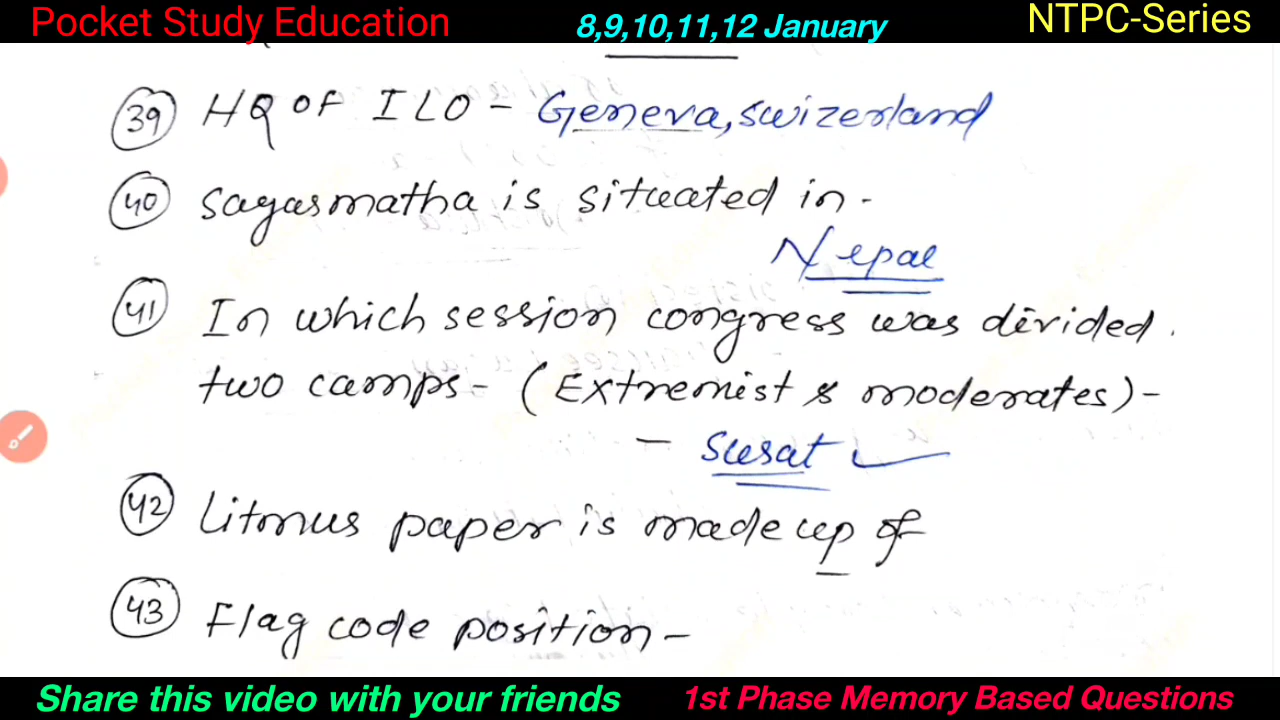 Pocket Study Education
8,9,10,11,12 January
NTPC-Series
39 HQ OF ILO - Geneva, swizerland
40 Sagarmatha is situated in -
Nepal
41 In which session congress was divided.
two camps - (Extremist & moderates) -
- Surat ✓
42 Litmus paper is made up of
43 Flag code position -
Share this video with your friends
1st Phase Memory Based Questions